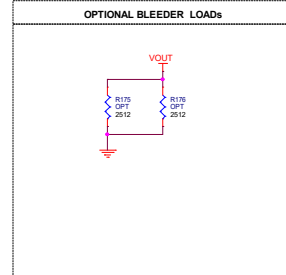 OPTIONAL BLEEDER LOADs
VOUT
R175
OPT
2512
R176
OPT
2512